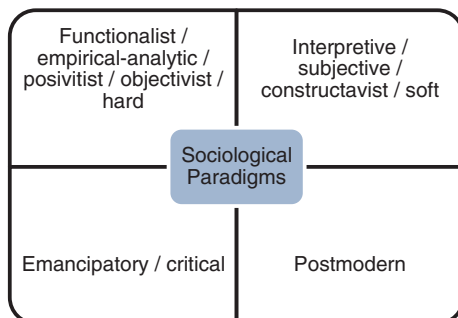 Functionalist /
empirical-analytic /
posivitist / objectivist /
hard
Interpretive /
subjective /
constructavist / soft
Sociological
Paradigms
Emancipatory / critical
Postmodern